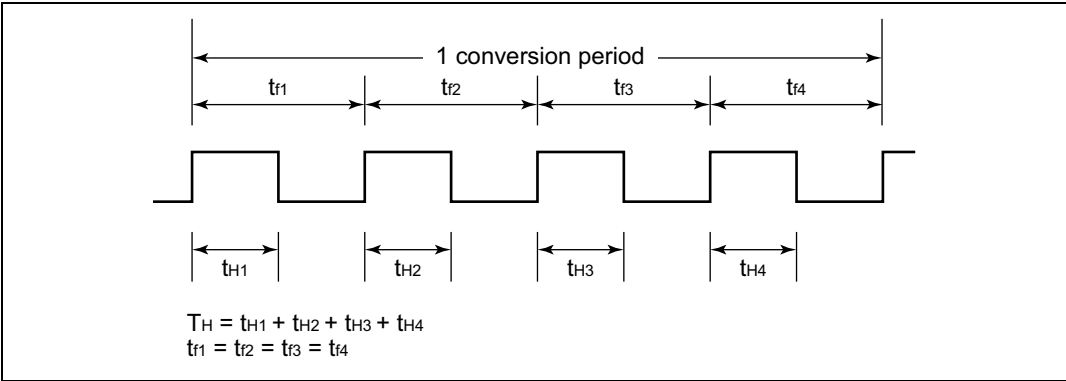 1 conversion period
tf1 tf2 tf3 tf4
tH1 tH2 tH3 tH4
TH = tH1 + tH2 + tH3 + tH4
tf1 = tf2 = tf3 = tf4